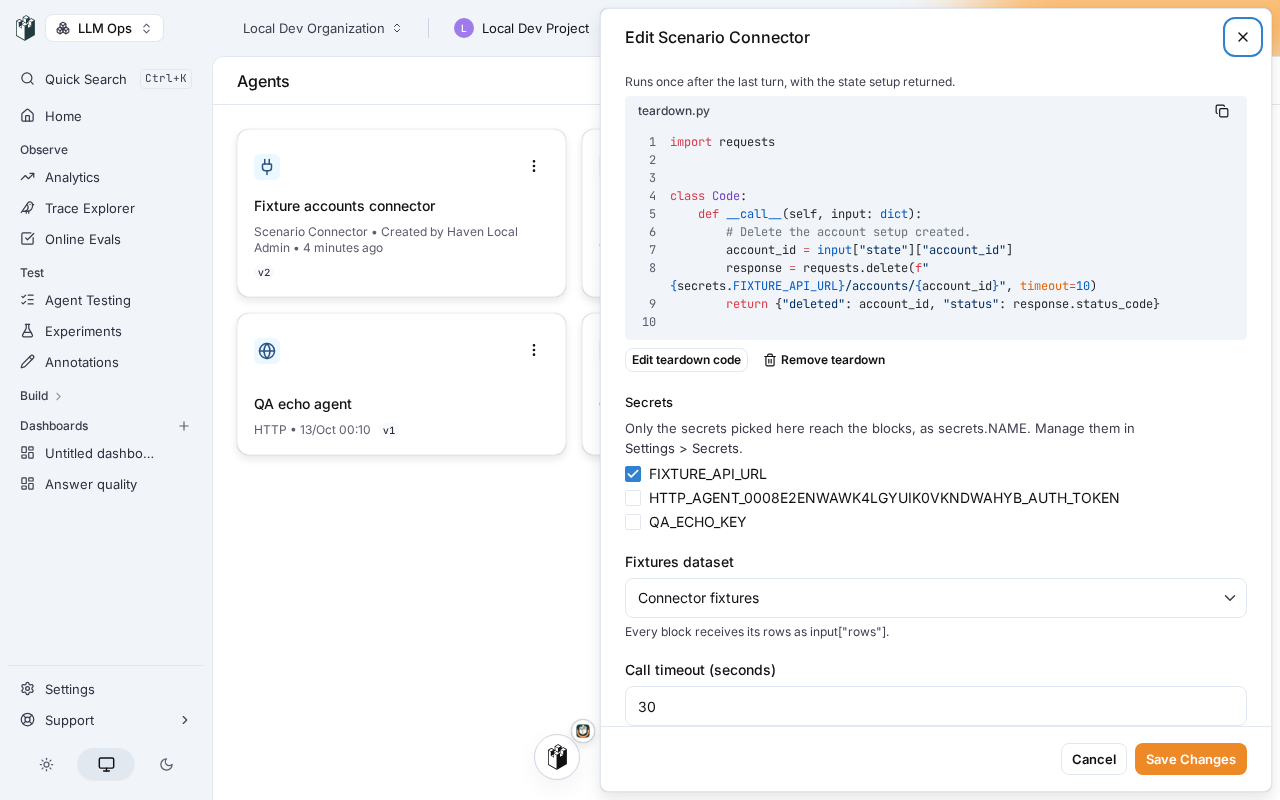 LLM Ops
Local Dev Organization
L
Local Dev Project
Quick Search
Ctrl+K
Home
Observe
Analytics
Trace Explorer
Online Evals
Test
Agent Testing
Experiments
Annotations
Build
Dashboards
Untitled dashbo...
Answer quality
Settings
Support
Agents
Fixture accounts connector
Scenario Connector • Created by Haven Local
Admin • 4 minutes ago
v2
QA echo agent
HTTP • 13/Oct 00:10
v1
Edit Scenario Connector
Runs once after the last turn, with the state setup returned.
teardown.py
1 import requests
2
3
4 class Code:
5     def __call__(self, input: dict):
6         # Delete the account setup created.
7         account_id = input["state"]["account_id"]
8         response = requests.delete(f"
{secrets.FIXTURE_API_URL}/accounts/{account_id}", timeout=10)
9         return {"deleted": account_id, "status": response.status_code}
10
Edit teardown code
Remove teardown
Secrets
Only the secrets picked here reach the blocks, as secrets.NAME. Manage them in
Settings > Secrets.
FIXTURE_API_URL
HTTP_AGENT_0008E2ENWAWK4LGYUIK0VKNDWAHYB_AUTH_TOKEN
QA_ECHO_KEY
Fixtures dataset
Connector fixtures
Every block receives its rows as input["rows"].
Call timeout (seconds)
30
Cancel
Save Changes